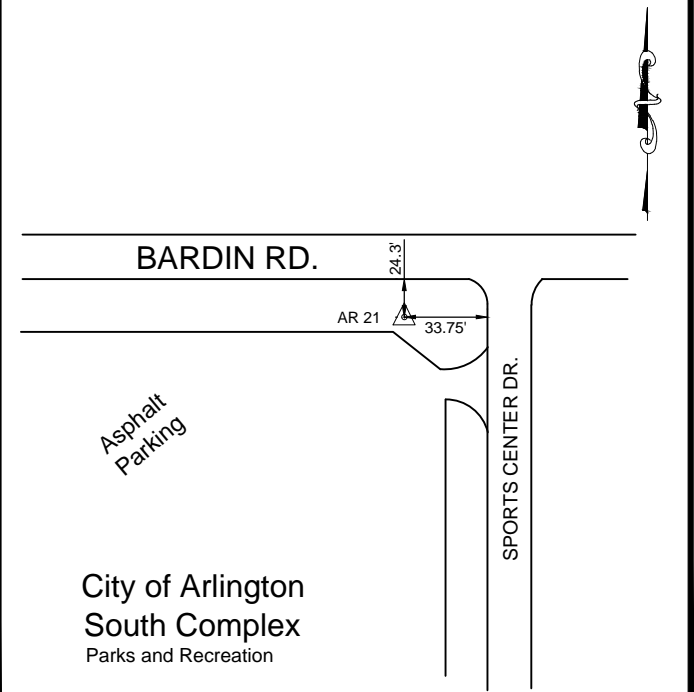 BARDIN RD.
24.3'
AR 21
33.75'
SPORTS CENTER DR.
Asphalt
Parking
City of Arlington
South Complex
Parks and Recreation